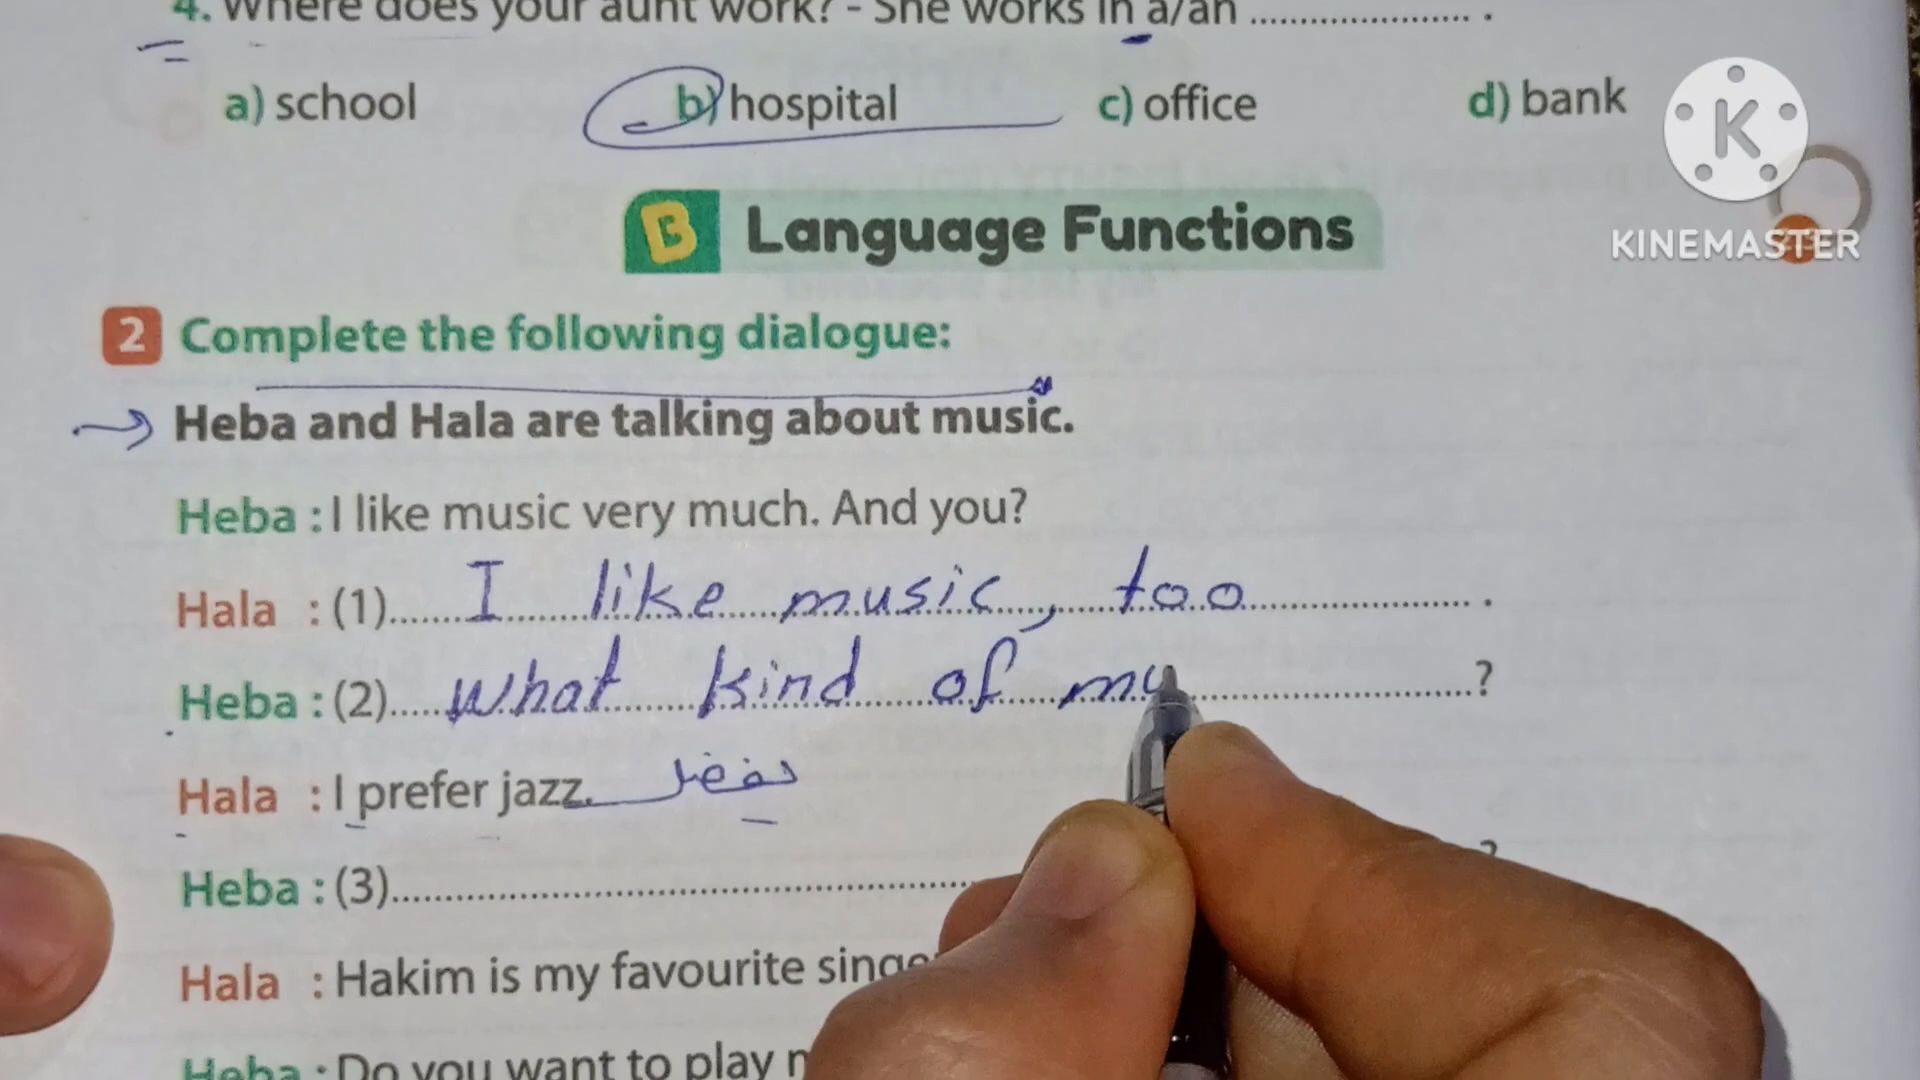 4. Where does your aunt work? - She works in a/an .................... .
a) school b) hospital c) office d) bank
KINEMASTER
B Language Functions
2 Complete the following dialogue:
Heba and Hala are talking about music.
Heba : I like music very much. And you?
Hala : (1)..... I like music, too .
Heba : (2)..... What kind of mu ?
Hala : I prefer jazz.
Heba : (3)............ ?
Hala : Hakim is my favourite
Heba : Do you want to play